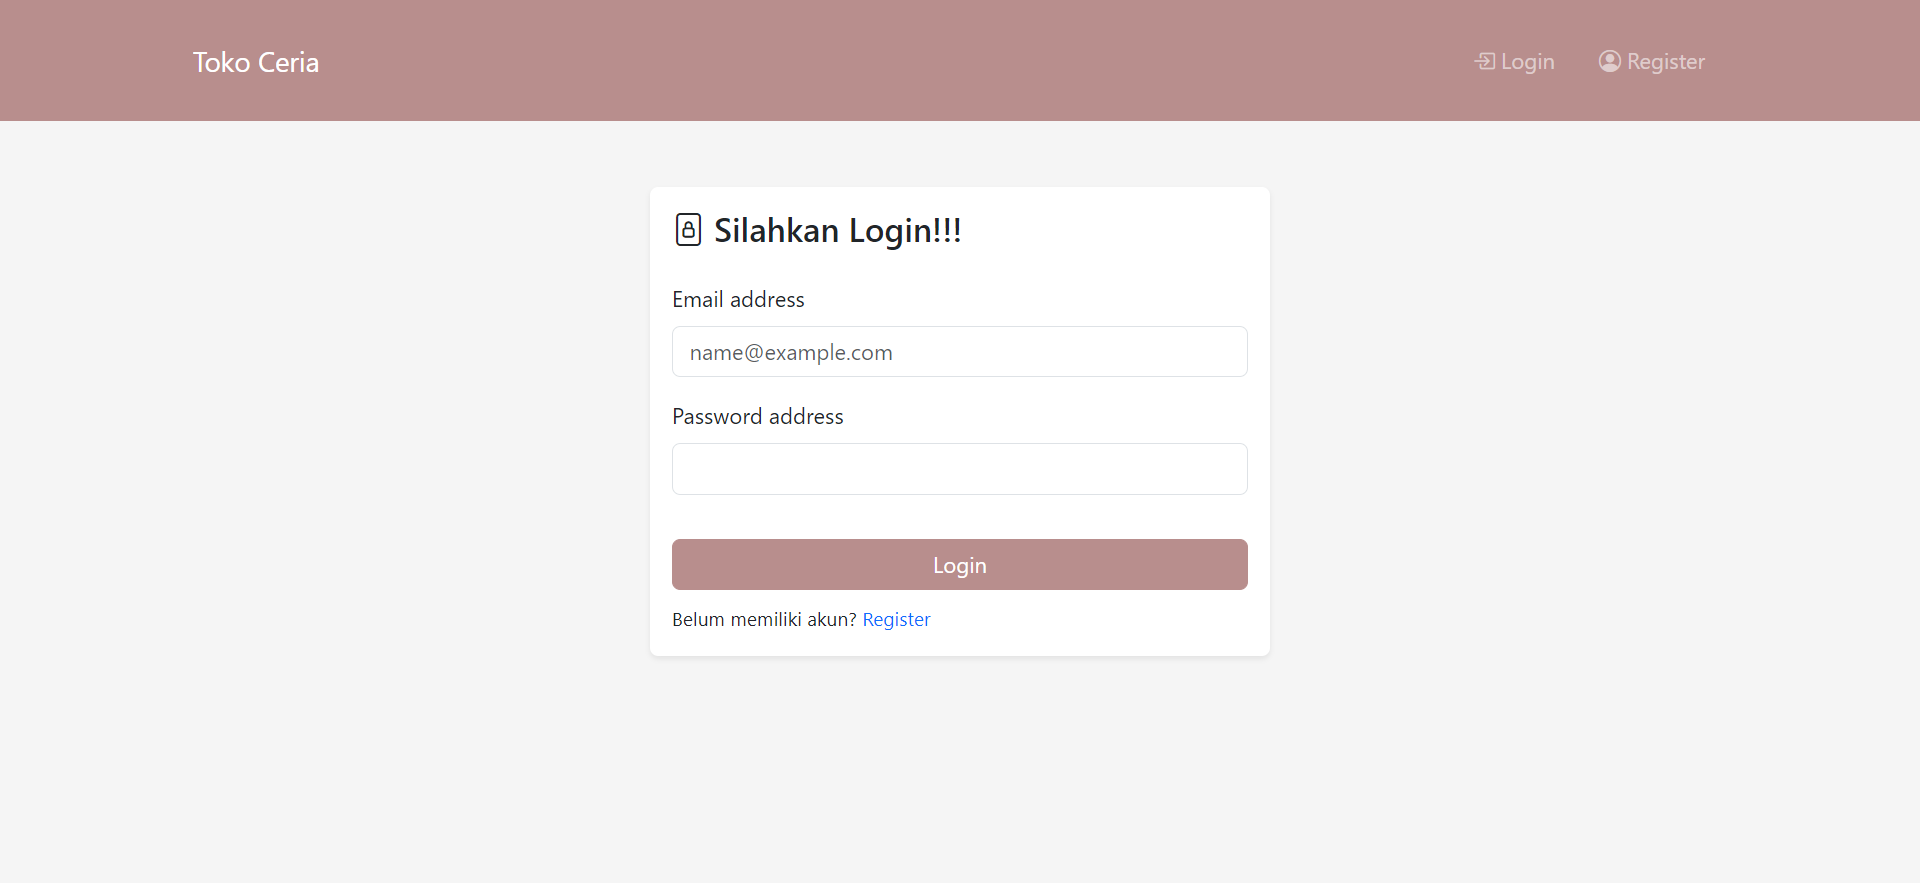 Toko Ceria
Login
Register
Silahkan Login!!!
Email address
name@example.com
Password address
Login
Belum memiliki akun? Register